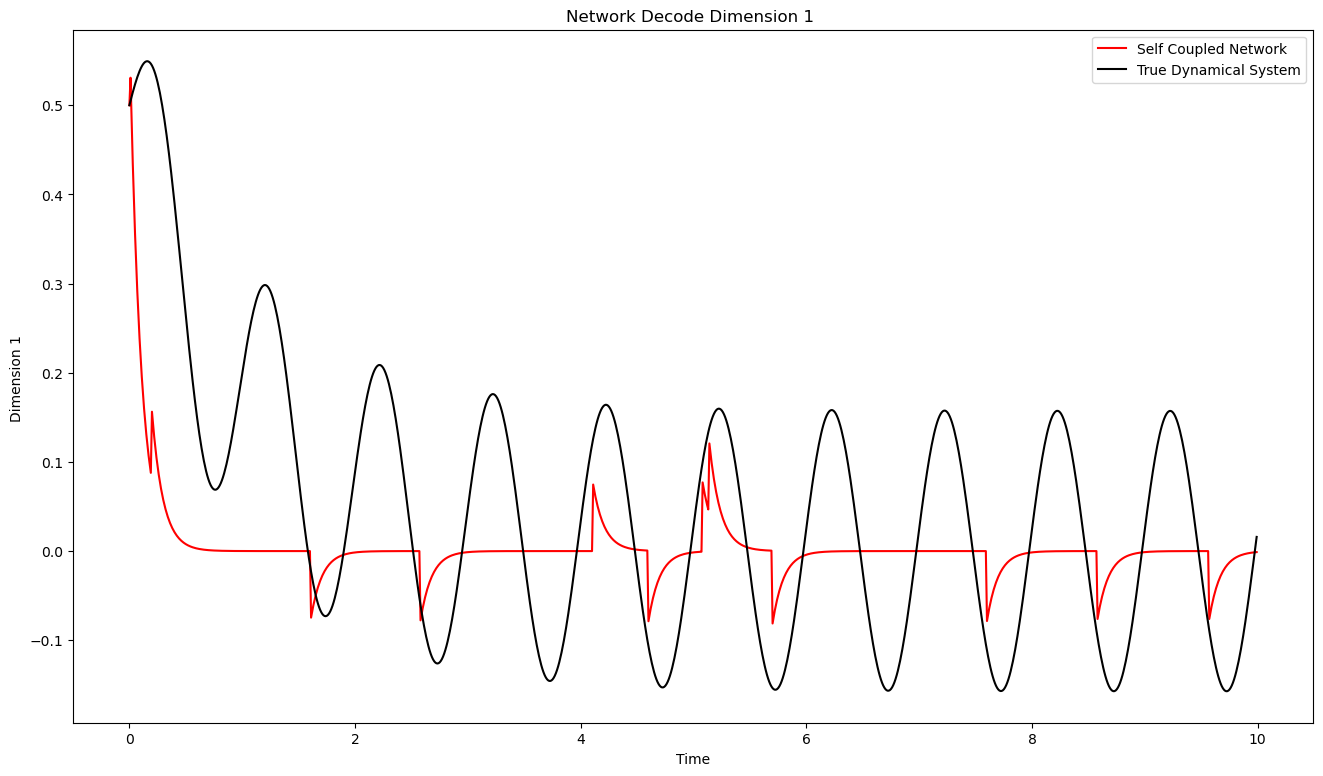 Network Decode Dimension 1
Self Coupled Network
True Dynamical System
Dimension 1
0.5
0.4
0.3
0.2
0.1
0.0
−0.1
0 2 4 6 8 10
Time